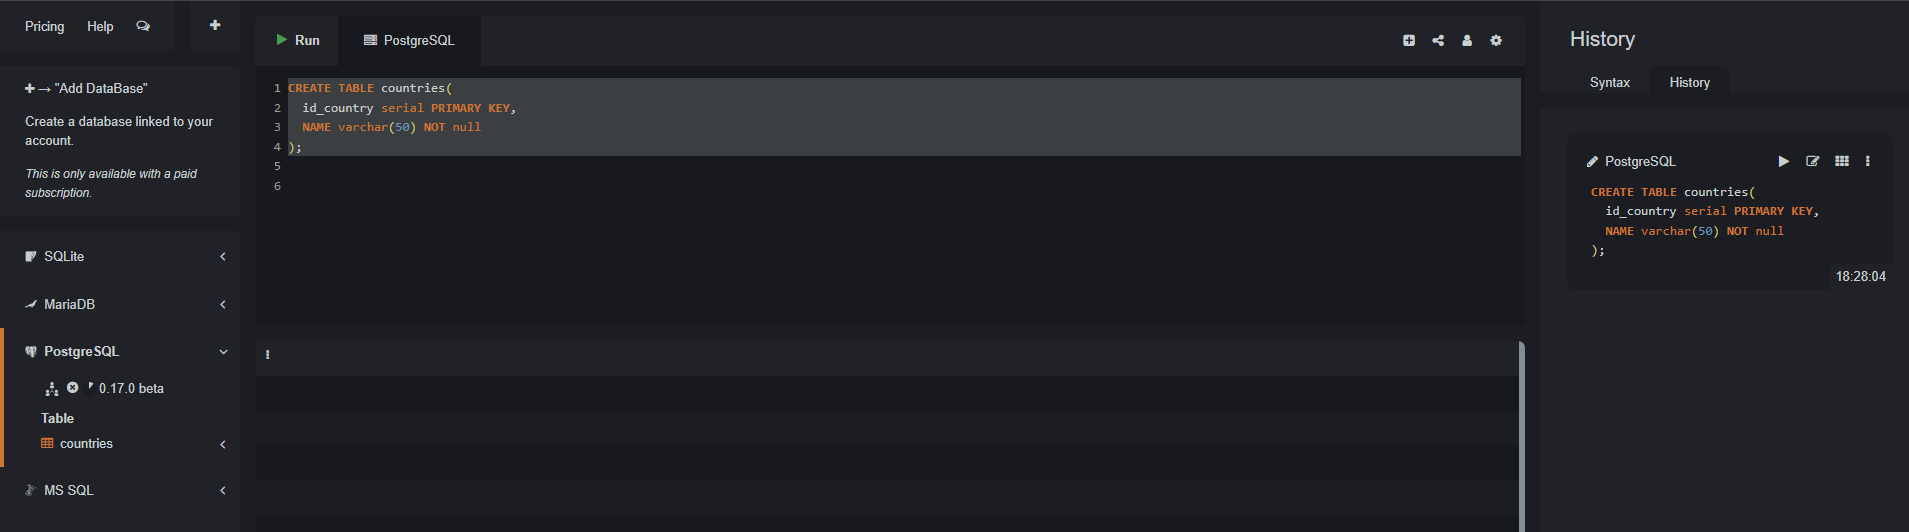 Pricing Help
"Add DataBase"
Create a database linked to your
account.
This is only available with a paid
subscription.
SQLite
MariaDB
PostgreSQL
0.17.0 beta
Table
countries
MS SQL
Run PostgreSQL
1 CREATE TABLE countries(
2 id_country serial PRIMARY KEY,
3 NAME varchar(50) NOT null
4 );
5
6
History
Syntax History
PostgreSQL
CREATE TABLE countries(
id_country serial PRIMARY KEY,
NAME varchar(50) NOT null
);
18:28:04